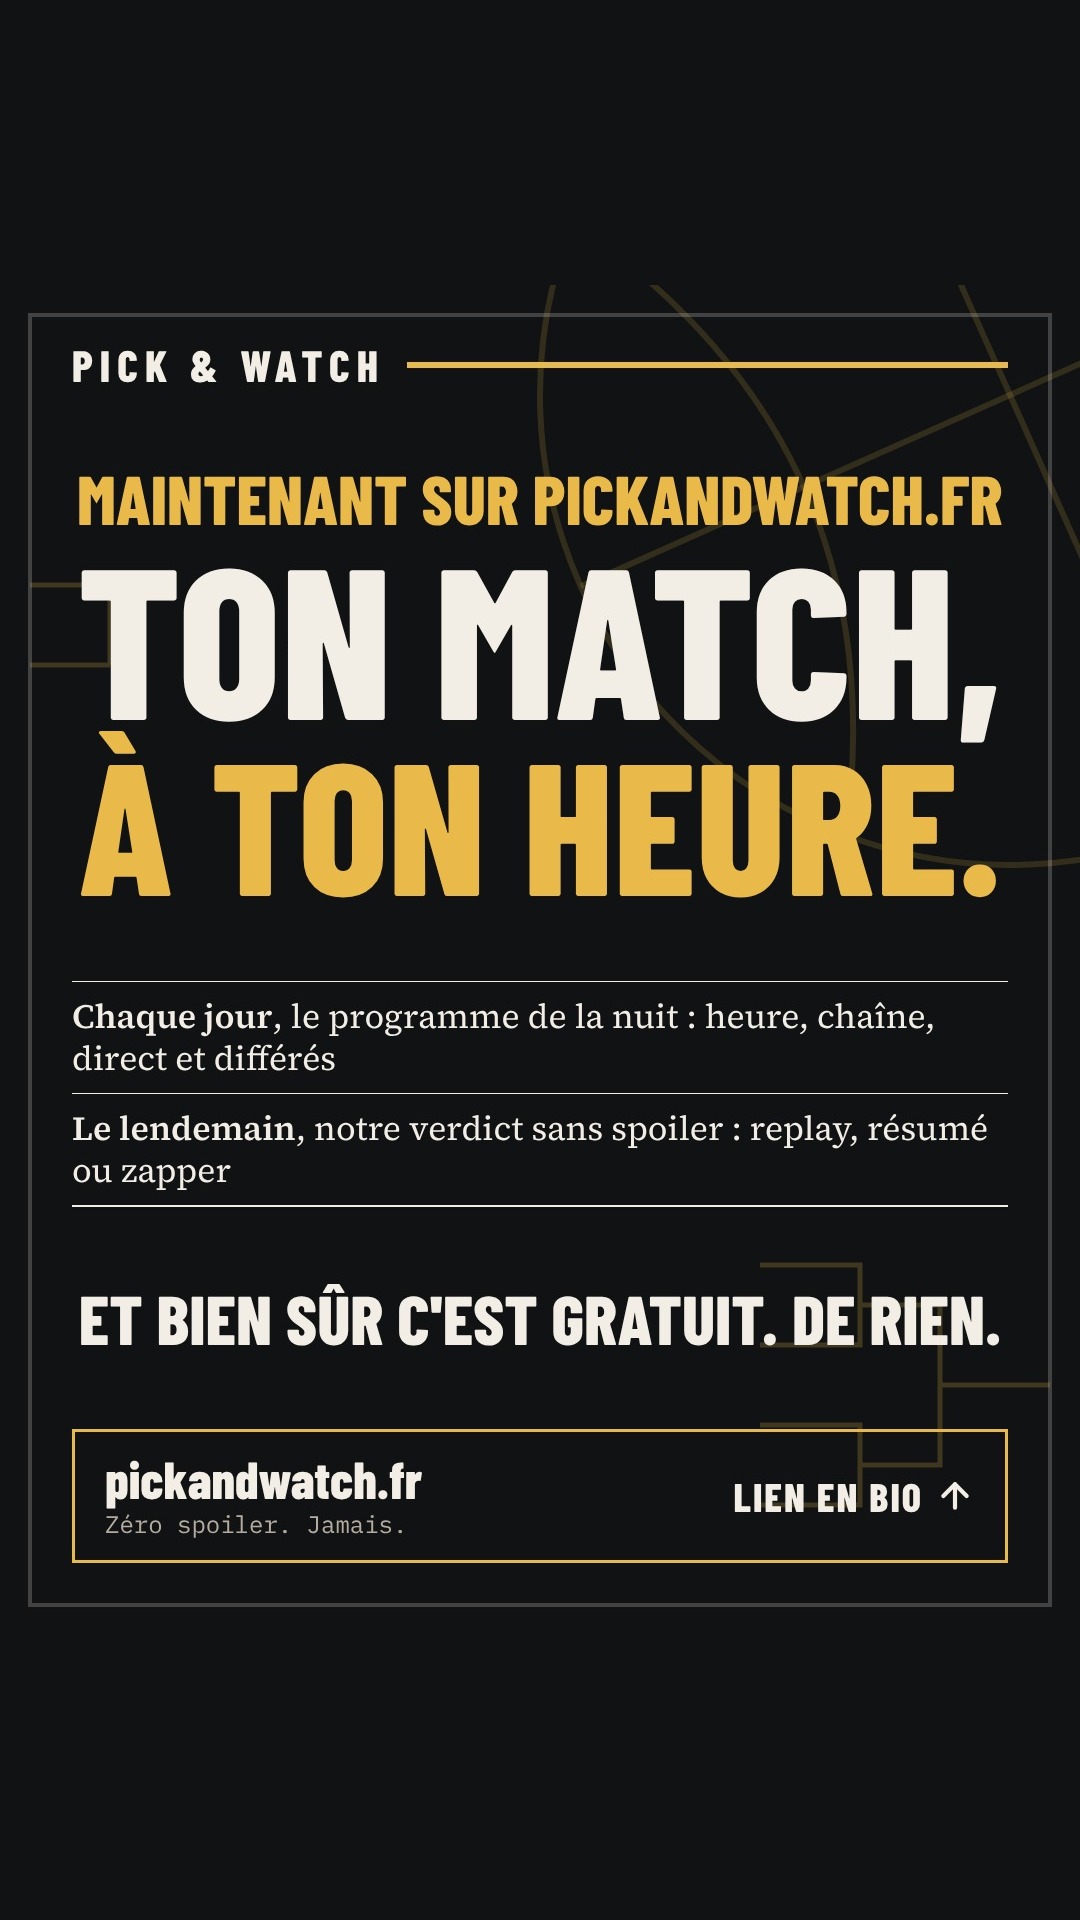 PICK & WATCH
MAINTENANT SUR PICKANDWATCH.FR
TON MATCH,
À TON HEURE.
Chaque jour, le programme de la nuit : heure, chaîne,
direct et différés
Le lendemain, notre verdict sans spoiler : replay, résumé
ou zapper
ET BIEN SÛR C'EST GRATUIT. DE RIEN.
pickandwatch.fr
Zéro spoiler. Jamais.
LIEN EN BIO ↑